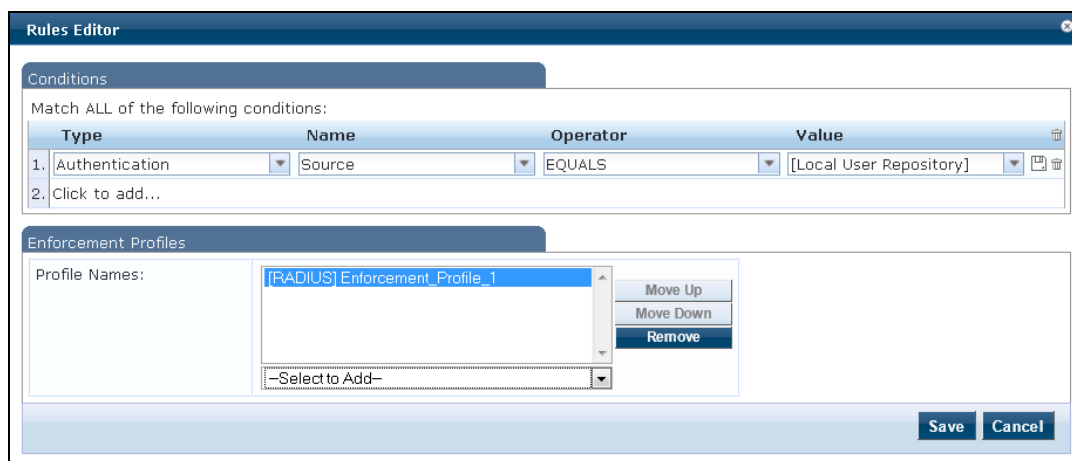 Rules Editor
Conditions
Match ALL of the following conditions:
Type Name Operator Value
1. Authentication Source EQUALS [Local User Repository]
2. Click to add...
Enforcement Profiles
Profile Names:
[RADIUS] Enforcement_Profile_1
Move Up
Move Down
Remove
--Select to Add--
Save Cancel